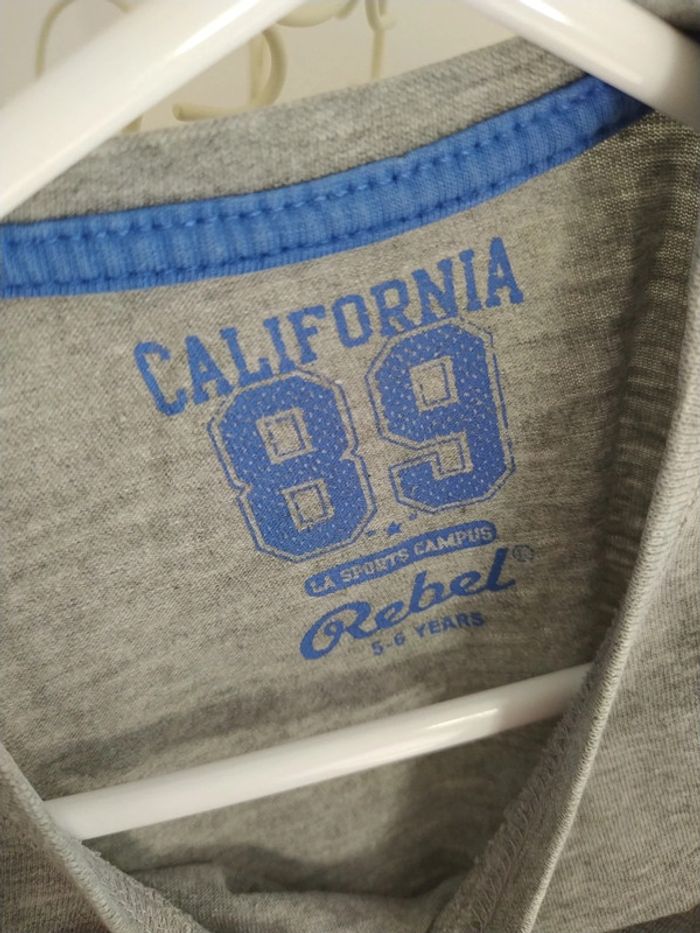 CALIFORNIA
89
LA SPORTS CAMPUS
Rebel®
5-6 YEARS